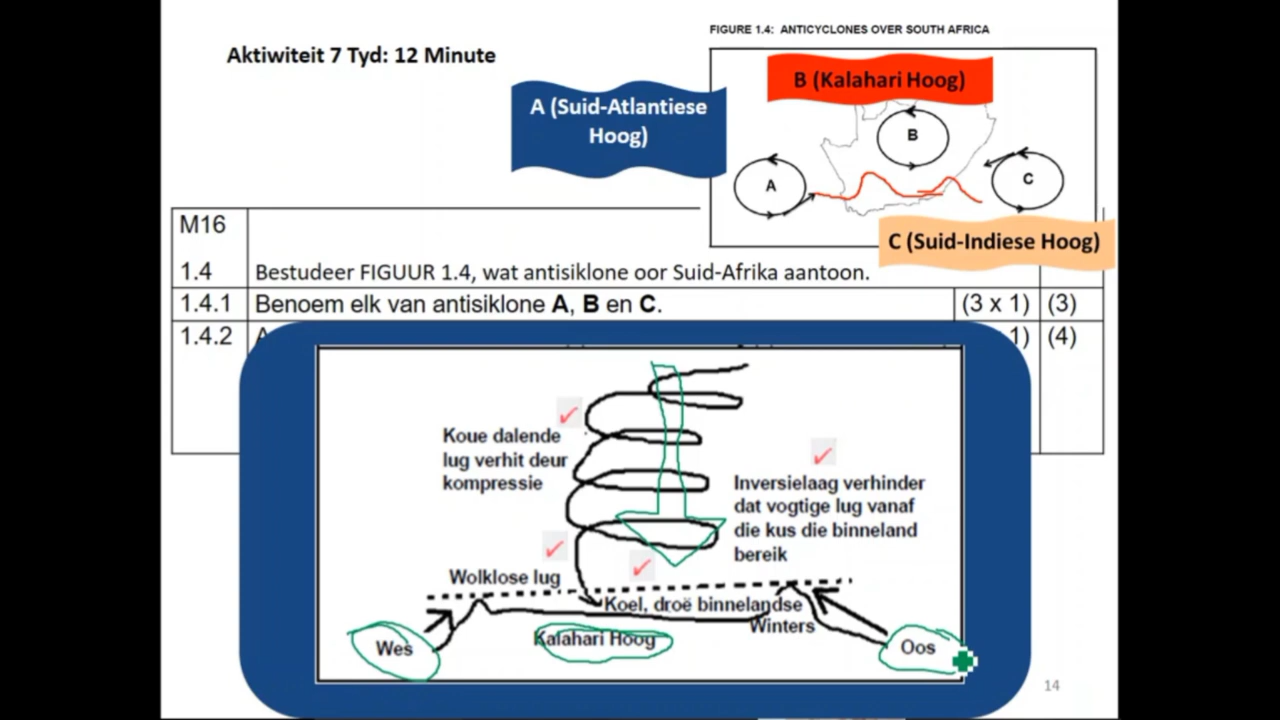 FIGURE 1.4: ANTICYCLONES OVER SOUTH AFRICA
Aktiwiteit 7 Tyd: 12 Minute
B (Kalahari Hoog)
A (Suid-Atlantiese
Hoog)
B
A
C
C (Suid-Indiese Hoog)
M16
1.4 Bestudeer FIGUUR 1.4, wat antisiklone oor Suid-Afrika aantoon.
1.4.1 Benoem elk van antisiklone A, B en C. (3 x 1) (3)
1.4.2 1) (4)
Koue dalende
lug verhit deur
kompressie
Inversielaag verhinder
dat vogtige lug vanaf
die kus die binneland
bereik
Wolklose lug
Koel, droë binnelandse
Winters
Kalahari Hoog
Wes
Oos
14